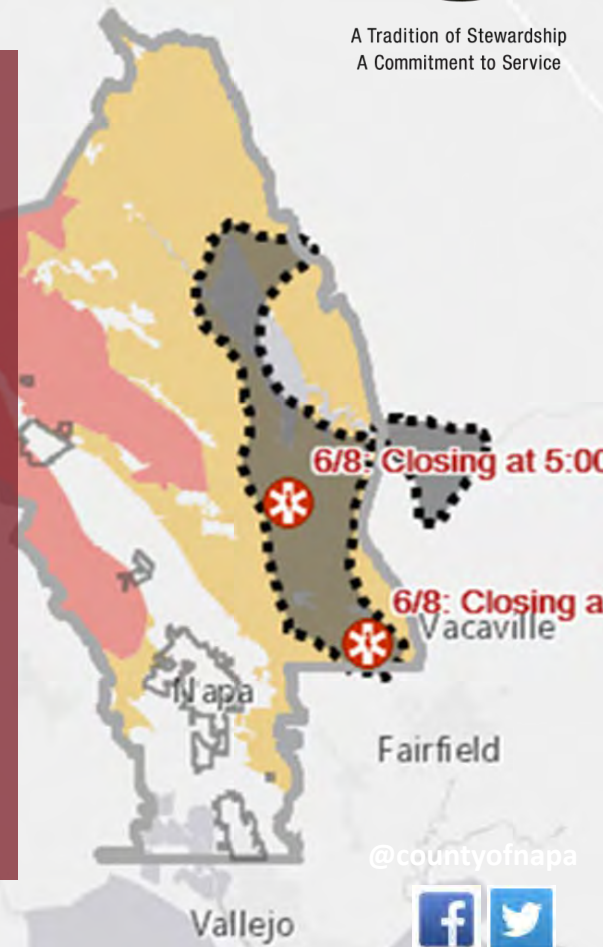 A Tradition of Stewardship
A Commitment to Service
6/8: Closing at 5:00
6/8: Closing a
Vacaville
Napa
Fairfield
@countyofnapa
Vallejo